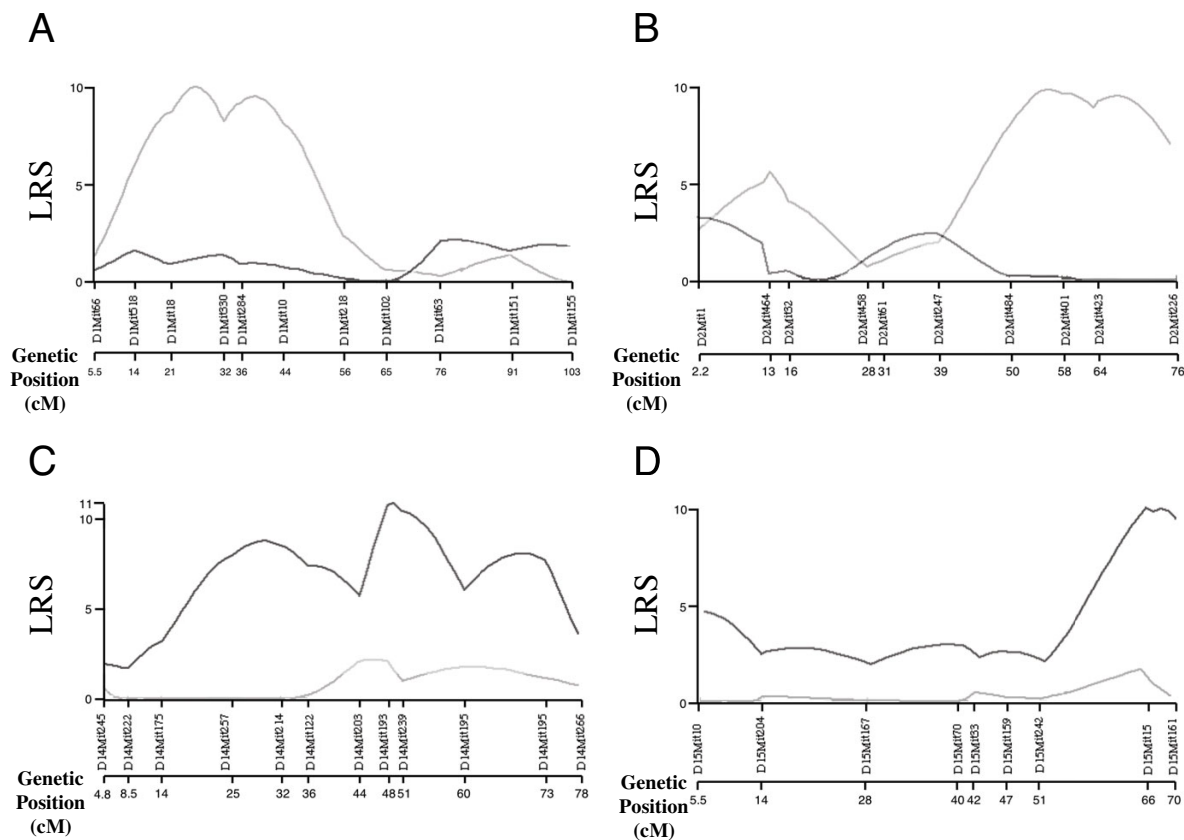 A
10
5
0
LRS
D1Mit66
D1Mit518
D1Mit18
D1Mit330
D1Mit284
D1Mit10
D1Mit218
D1Mit102
D1Mit63
D1Mit151
D1Mit155
Genetic
Position
(cM)
5.5 14 21 32 36 44 56 65 76 91 103
B
10
5
0
LRS
D2Mit1
D2Mit464
D2Mit32
D2Mit458
D2Mit61
D2Mit247
D2Mit484
D2Mit401
D2Mit423
D2Mit226
Genetic
Position
(cM)
2.2 13 16 28 31 39 50 58 64 76
C
11
10
5
0
LRS
D14Mit245
D14Mit222
D14Mit175
D14Mit257
D14Mit214
D14Mit122
D14Mit203
D14Mit193
D14Mit239
D14Mit195
D14Mit195
D14Mit266
Genetic
Position
(cM)
4.8 8.5 14 25 32 36 44 48 51 60 73 78
D
10
5
0
LRS
D15Mit10
D15Mit204
D15Mit167
D15Mit70
D15Mit33
D15Mit159
D15Mit242
D15Mit15
D15Mit161
Genetic
Position
(cM)
5.5 14 28 40 42 47 51 66 70